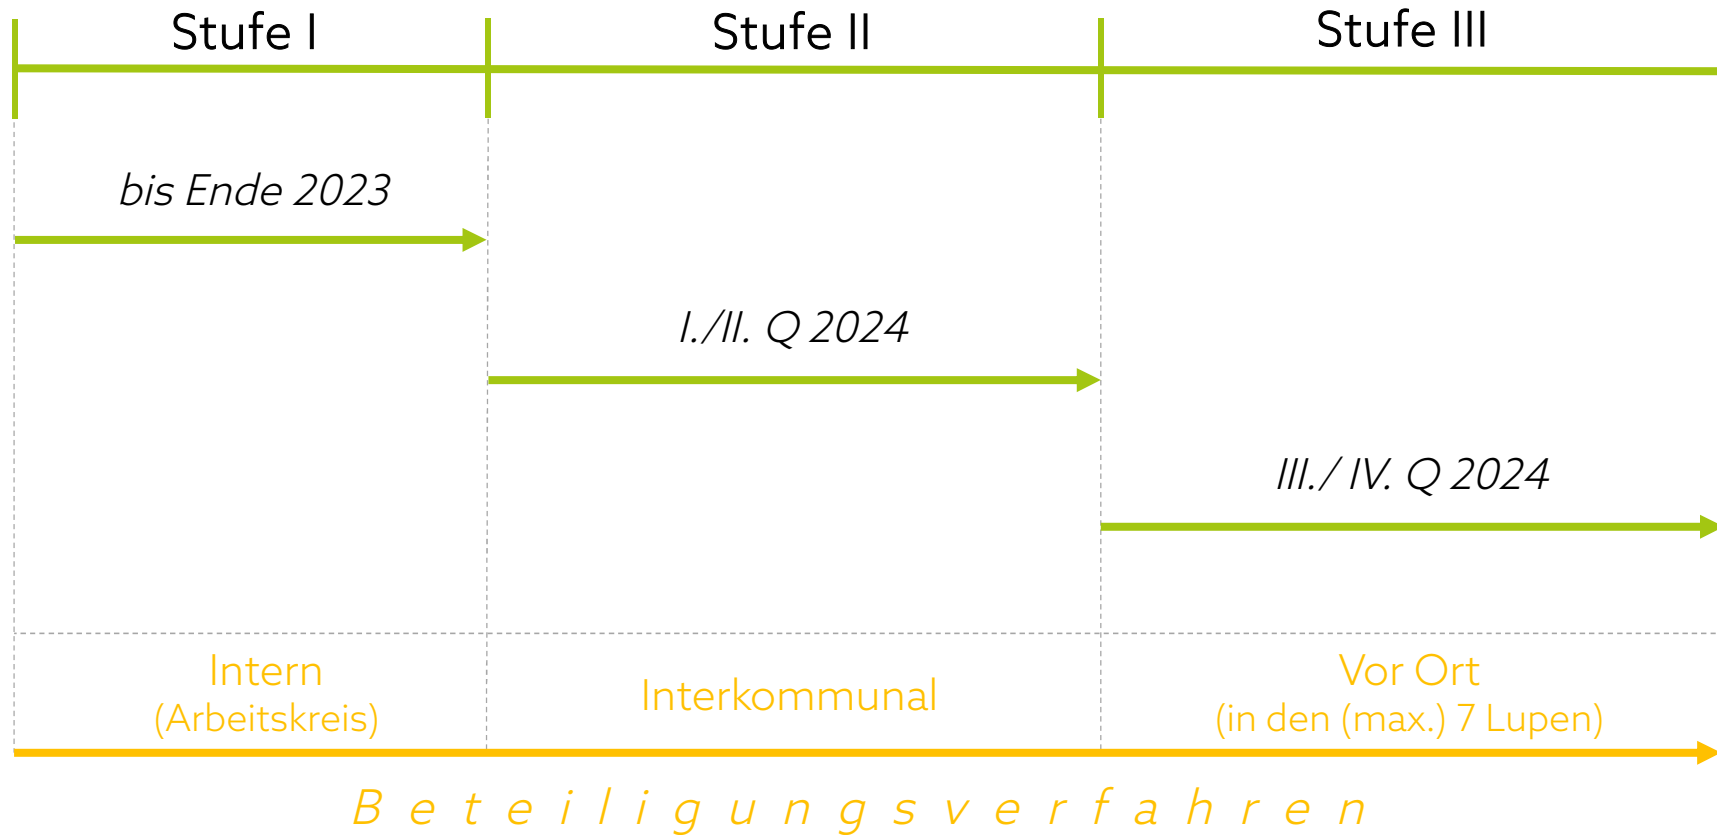 Stufe I
Stufe II
Stufe III
bis Ende 2023
I./II. Q 2024
III./ IV. Q 2024
Intern
(Arbeitskreis)
Interkommunal
Vor Ort
(in den (max.) 7 Lupen)
Beteiligungsverfahren